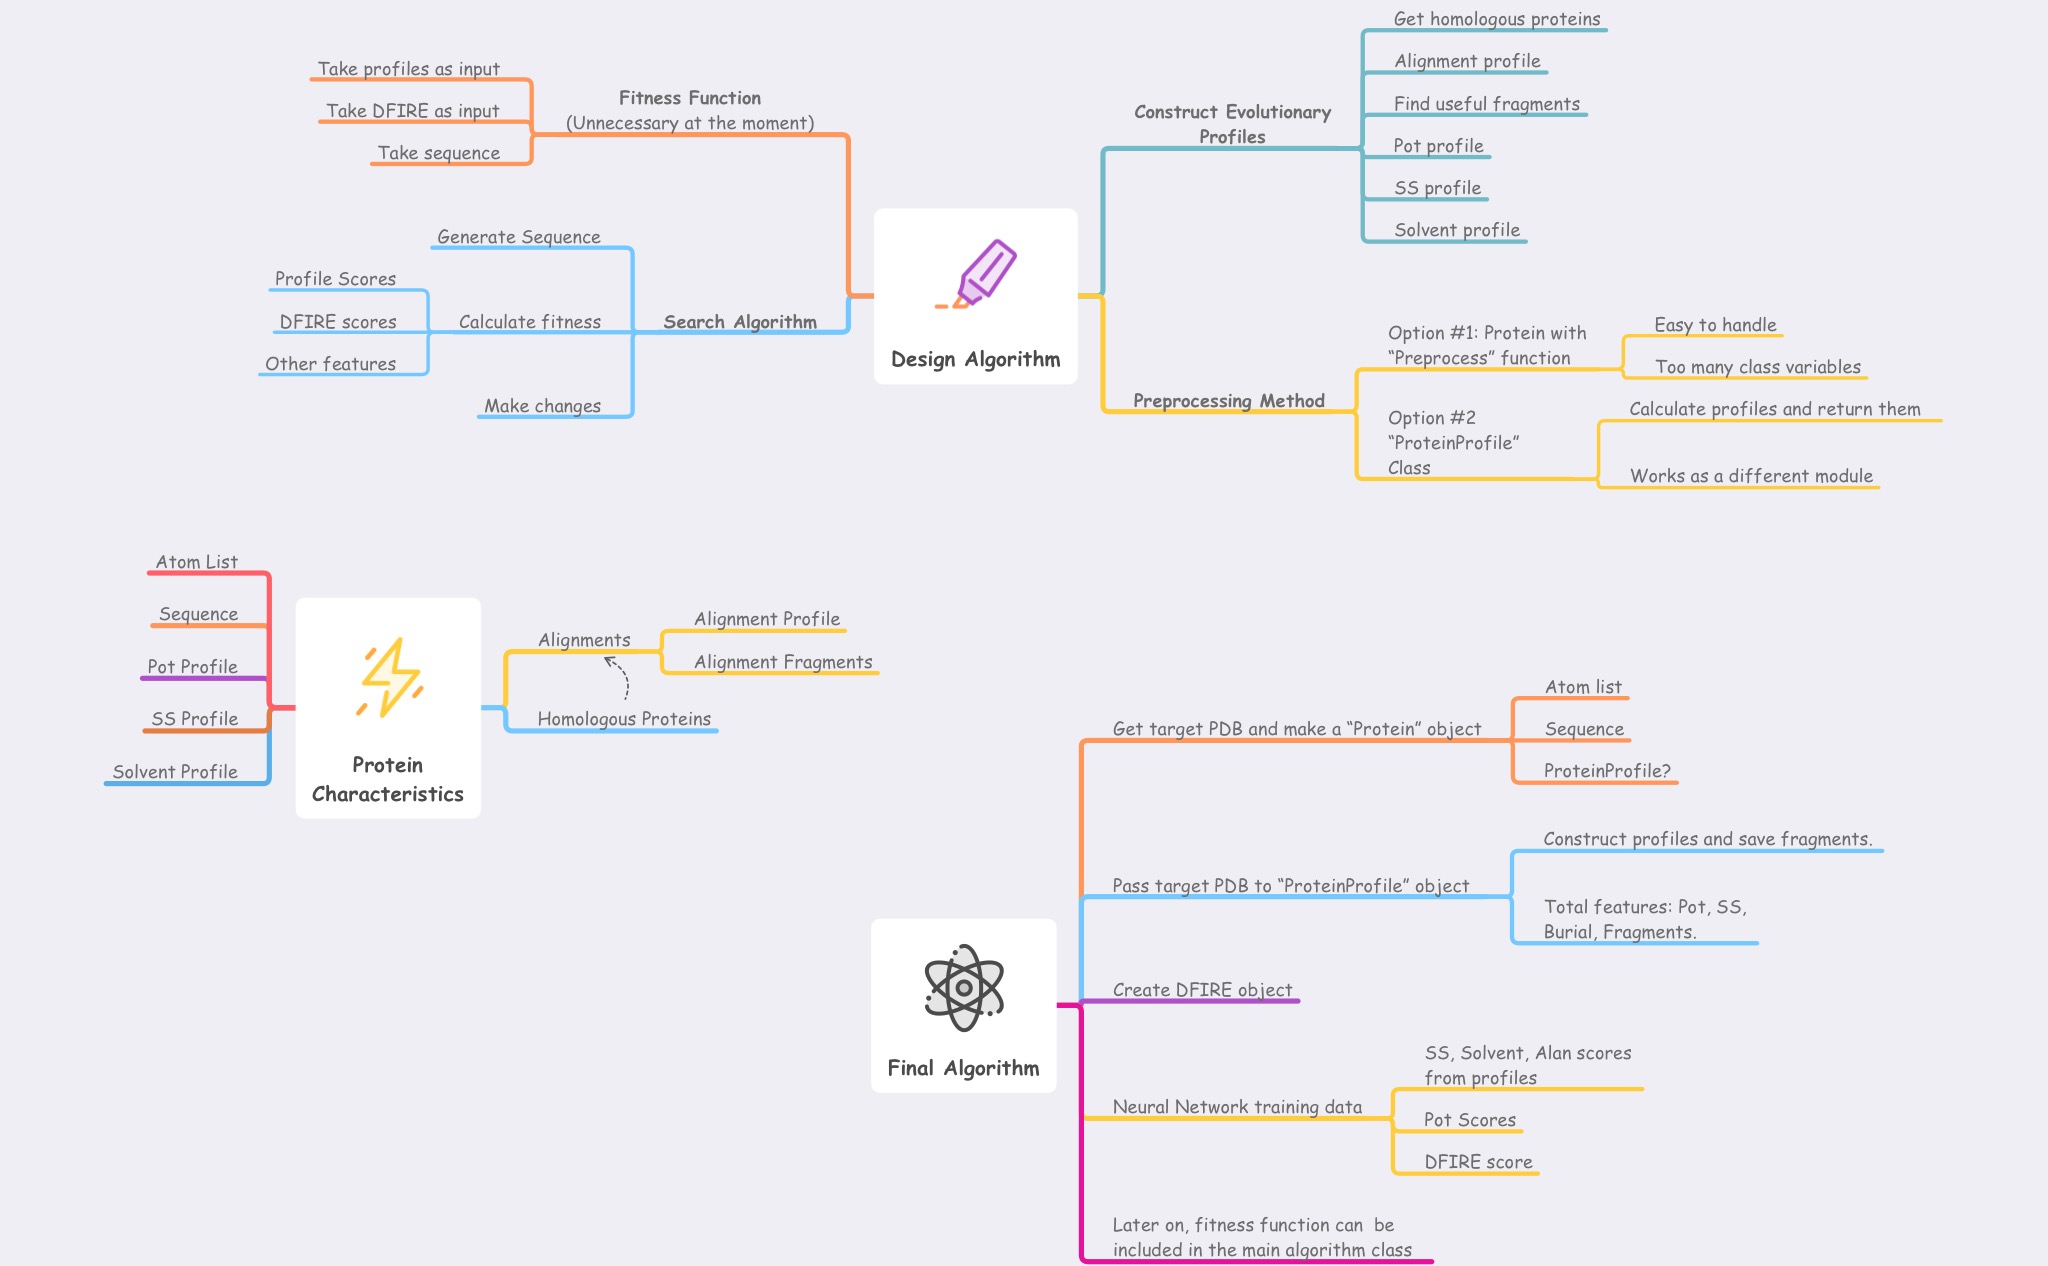 Take profiles as input
Take DFIRE as input
Take sequence
Fitness Function
(Unnecessary at the moment)
Generate Sequence
Profile Scores
DFIRE scores
Other features
Calculate fitness
Make changes
Search Algorithm
Design Algorithm
Construct Evolutionary
Profiles
Get homologous proteins
Alignment profile
Find useful fragments
Pot profile
SS profile
Solvent profile
Preprocessing Method
Option #1: Protein with
“Preprocess” function
Easy to handle
Too many class variables
Option #2
“ProteinProfile”
Class
Calculate profiles and return them
Works as a different module
Atom List
Sequence
Pot Profile
SS Profile
Solvent Profile
Protein
Characteristics
Alignments
Alignment Profile
Alignment Fragments
Homologous Proteins
Final Algorithm
Get target PDB and make a “Protein” object
Atom list
Sequence
ProteinProfile?
Pass target PDB to “ProteinProfile” object
Construct profiles and save fragments.
Total features: Pot, SS,
Burial, Fragments.
Create DFIRE object
Neural Network training data
SS, Solvent, Alan scores
from profiles
Pot Scores
DFIRE score
Later on, fitness function can  be
included in the main algorithm class